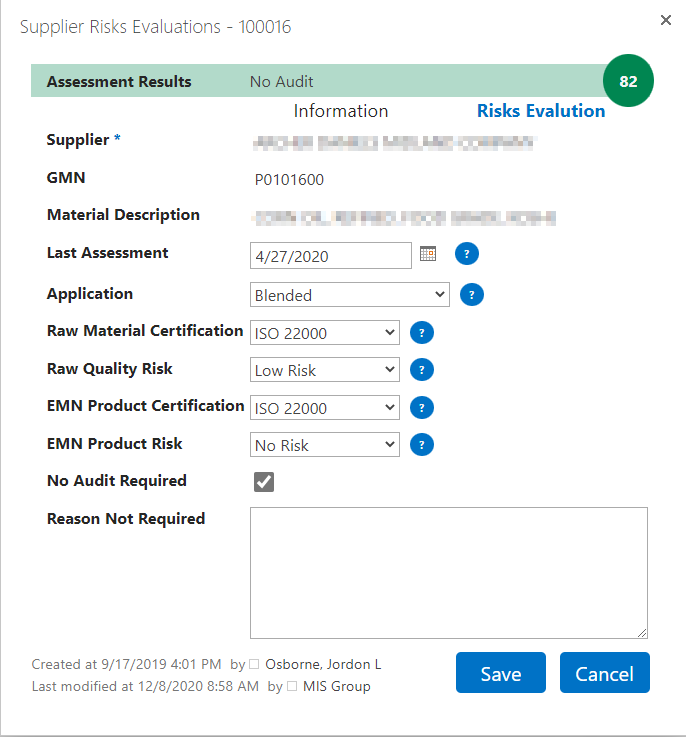 Supplier Risks Evaluations - 100016
Assessment Results No Audit 82
Information Risks Evalution
Supplier *
GMN P0101600
Material Description
Last Assessment 4/27/2020 ?
Application Blended ?
Raw Material Certification ISO 22000 ?
Raw Quality Risk Low Risk ?
EMN Product Certification ISO 22000 ?
EMN Product Risk No Risk ?
No Audit Required
Reason Not Required
Created at 9/17/2019 4:01 PM by Osborne, Jordon L
Last modified at 12/8/2020 8:58 AM by MIS Group
Save Cancel